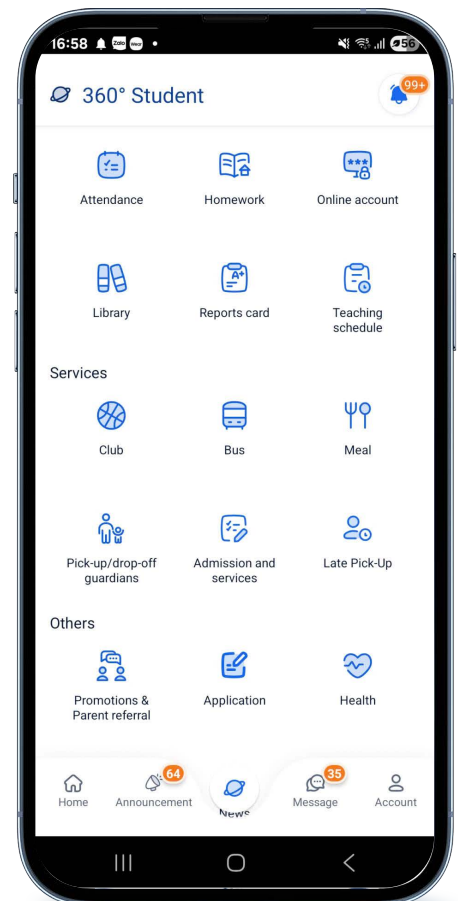 16:58 Zalo
56
360° Student
99+
Attendance
Homework
Online account
A+
Library
Reports card
Teaching
schedule
Services
Club
Bus
Meal
Pick-up/drop-off
guardians
Admission and
services
Late Pick-Up
Others
Promotions &
Parent referral
Application
Health
64
35
Home
Announcement
News
Message
Account